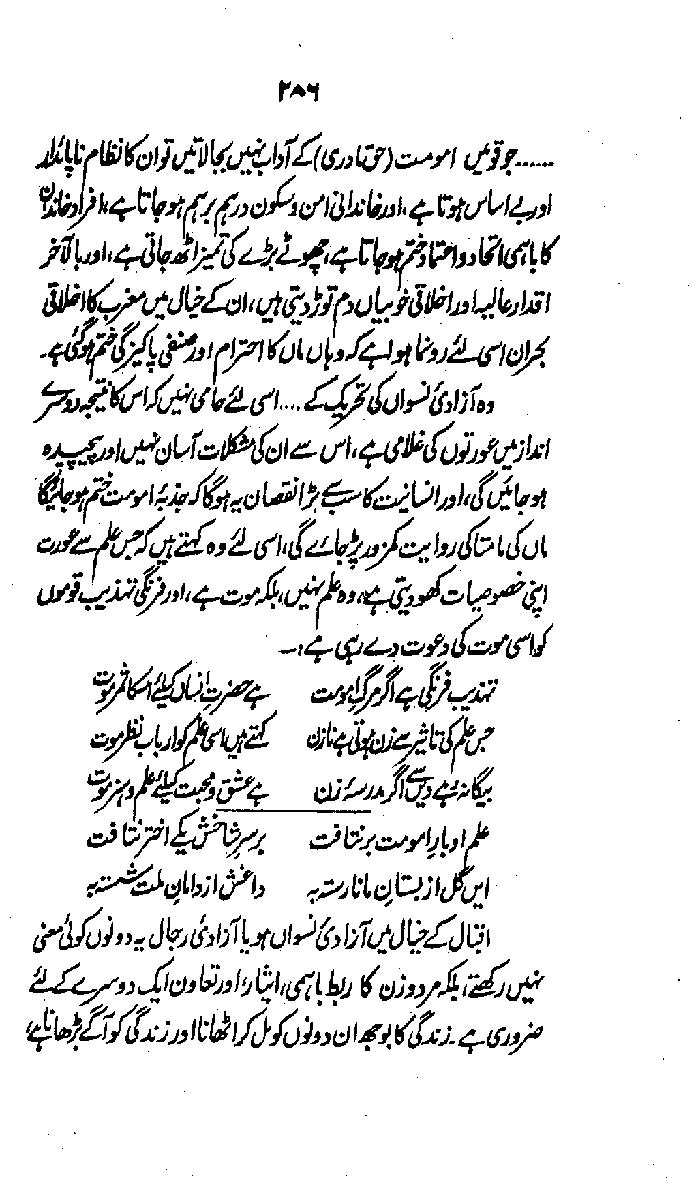 ۲۸۶
......جو قومیں امومت (حق مادری) کے آداب نہیں بجالاتیں تو ان کا نظام ناپائدار
اور بے اساس ہوتا ہے، اور خاندانی امن و سکون درہم برہم ہو جاتا ہے، افراد خاندان
کا باہمی اتحاد و اعتماد ختم ہو جاتا ہے، چھوٹے بڑے کی تمیز اٹھ جاتی ہے، اور بالآخر
اقدار عالیہ اور اخلاقی خوبیاں دم توڑ دیتی ہیں، ان کے خیال میں مغرب کا اخلاقی
بحران اسی لئے رونما ہوا ہے کہ وہاں ماں کا احترام اور صنفی پاکیزگی ختم ہو گئی ہے۔
وہ آزادیٔ نسواں کی تحریک کے .... اسی لئے حامی نہیں کہ اس کا نتیجہ دوسرے
انداز میں عورتوں کی غلامی ہے، اس سے ان کی مشکلات آسان نہیں اور پیچیدہ
ہو جائیں گی، اور انسانیت کا سب سے بڑا نقصان یہ ہوگا کہ جذبۂ امومت ختم ہو جائیگا
ماں کی مامتا کی روایت کمزور پڑ جائے گی، اسی لئے وہ کہتے ہیں کہ جس علم سے عورت
اپنی خصوصیات کھو دیتی ہے، وہ علم نہیں، بلکہ موت ہے، اور فرنگی تہذیب قوموں
کو اسی موت کی دعوت دے رہی ہے :۔
تہذیب فرنگی ہے اگر مرگ امومت ہے حضرتِ انساں کیلئے اسکا ثمر موت
جس علم کی تاثیر سے زن ہوتی ہے نازن کہتے ہیں اسی علم کو ارباب نظر موت
بیگانہ رہے دیں سے اگر مدرسۂ زن ہے عشق و محبت کیلئے علم و ہنر موت
علم او بار امومت بر نتافت بر سرِ شاخش یکے اختر نتافت
ایں گل از بستان ما نارستہ بہ داغش از دامان ملت شستہ بہ
اقبال کے خیال میں آزادیٔ نسواں ہو یا آزادیٔ رجال یہ دونوں کوئی معنی
نہیں رکھتے، بلکہ مرد و زن کا ربط باہمی، ایثار، اور تعاون ایک دوسرے کے لئے
ضروری ہے۔ زندگی کا بوجھ ان دونوں کو مل کر اٹھانا اور زندگی کو آگے بڑھانا ہے،